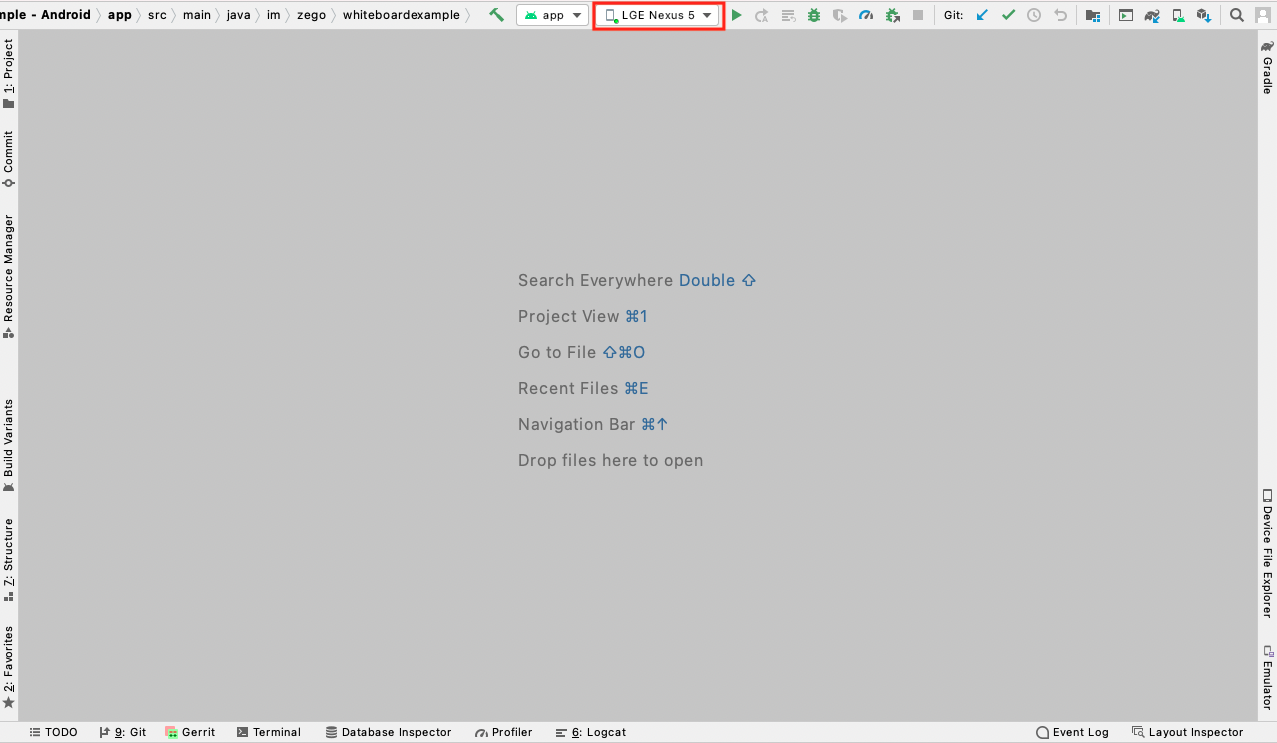 mple - Android 〉 app 〉 src 〉 main 〉 java 〉 im 〉 zego 〉 whiteboardexample 〉 app LGE Nexus 5 Git:
1: Project
Commit
Resource Manager
Build Variants
7: Structure
2: Favorites
Search Everywhere Double ⇧
Project View ⌘1
Go to File ⇧⌘O
Recent Files ⌘E
Navigation Bar ⌘↑
Drop files here to open
Gradle
Device File Explorer
Emulator
TODO 9: Git Gerrit Terminal Database Inspector Profiler 6: Logcat Event Log Layout Inspector